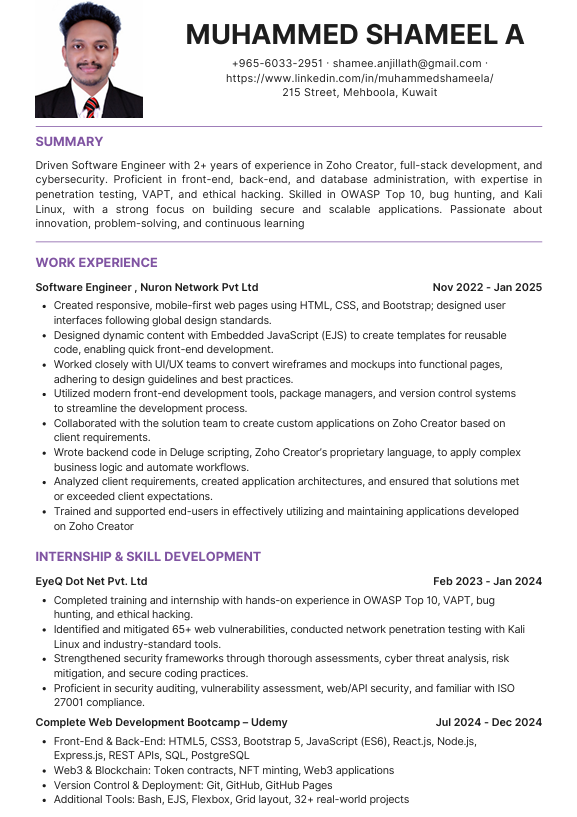 MUHAMMED SHAMEEL A
+965-6033-2951 · shamee.anjillath@gmail.com ·
https://www.linkedin.com/in/muhammedshameela/
215 Street, Mehboola, Kuwait
SUMMARY
Driven Software Engineer with 2+ years of experience in Zoho Creator, full-stack development, and
cybersecurity. Proficient in front-end, back-end, and database administration, with expertise in
penetration testing, VAPT, and ethical hacking. Skilled in OWASP Top 10, bug hunting, and Kali
Linux, with a strong focus on building secure and scalable applications. Passionate about
innovation, problem-solving, and continuous learning
WORK EXPERIENCE
Software Engineer , Nuron Network Pvt Ltd Nov 2022 - Jan 2025
• Created responsive, mobile-first web pages using HTML, CSS, and Bootstrap; designed user
interfaces following global design standards.
• Designed dynamic content with Embedded JavaScript (EJS) to create templates for reusable
code, enabling quick front-end development.
• Worked closely with UI/UX teams to convert wireframes and mockups into functional pages,
adhering to design guidelines and best practices.
• Utilized modern front-end development tools, package managers, and version control systems
to streamline the development process.
• Collaborated with the solution team to create custom applications on Zoho Creator based on
client requirements.
• Wrote backend code in Deluge scripting, Zoho Creator's proprietary language, to apply complex
business logic and automate workflows.
• Analyzed client requirements, created application architectures, and ensured that solutions met
or exceeded client expectations.
• Trained and supported end-users in effectively utilizing and maintaining applications developed
on Zoho Creator
INTERNSHIP & SKILL DEVELOPMENT
EyeQ Dot Net Pvt. Ltd Feb 2023 - Jan 2024
• Completed training and internship with hands-on experience in OWASP Top 10, VAPT, bug
hunting, and ethical hacking.
• Identified and mitigated 65+ web vulnerabilities, conducted network penetration testing with Kali
Linux and industry-standard tools.
• Strengthened security frameworks through thorough assessments, cyber threat analysis, risk
mitigation, and secure coding practices.
• Proficient in security auditing, vulnerability assessment, web/API security, and familiar with ISO
27001 compliance.
Complete Web Development Bootcamp – Udemy Jul 2024 - Dec 2024
• Front-End & Back-End: HTML5, CSS3, Bootstrap 5, JavaScript (ES6), React.js, Node.js,
Express.js, REST APIs, SQL, PostgreSQL
• Web3 & Blockchain: Token contracts, NFT minting, Web3 applications
• Version Control & Deployment: Git, GitHub, GitHub Pages
• Additional Tools: Bash, EJS, Flexbox, Grid layout, 32+ real-world projects